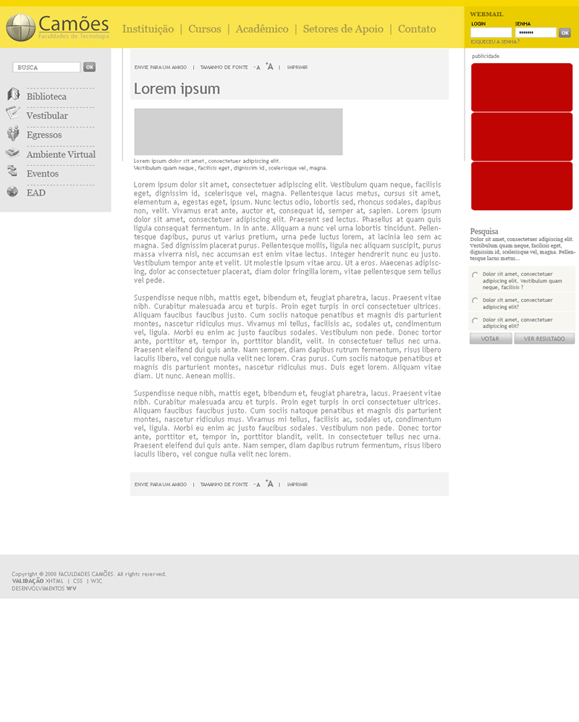 Camões
Faculdades de Tecnologia
Instituição | Cursos | Acadêmico | Setores de Apoio | Contato
WEBMAIL
LOGIN SENHA
OK
ESQUECEU A SENHA?
BUSCA OK
Biblioteca
Vestibular
Egressos
Ambiente Virtual
Eventos
EAD
ENVIE PARA UM AMIGO | TAMANHO DE FONTE -A +A | IMPRIMIR
Lorem ipsum
Lorem ipsum dolor sit amet, consectetuer adipiscing elit.
Vestibulum quam neque, facilisis eget, dignissim id, scelerisque vel, magna.
Lorem ipsum dolor sit amet, consectetuer adipiscing elit. Vestibulum quam neque, facilisis
eget, dignissim id, scelerisque vel, magna. Pellentesque lacus metus, cursus sit amet,
elementum a, egestas eget, ipsum. Nunc lectus odio, lobortis sed, rhoncus sodales, dapibus
non, velit. Vivamus erat ante, auctor et, consequat id, semper at, sapien. Lorem ipsum
dolor sit amet, consectetuer adipiscing elit. Praesent sed lectus. Phasellus at quam quis
ligula consequat fermentum. In in ante. Aliquam a nunc vel urna lobortis tincidunt. Pellen-
tesque dapibus, purus ut varius pretium, urna pede luctus lorem, at lacinia leo sem ac
magna. Sed dignissim placerat purus. Pellentesque mollis, ligula nec aliquam suscipit, purus
massa viverra nisl, nec accumsan est enim vitae lectus. Integer hendrerit nunc eu justo.
Vestibulum tempor ante et velit. Ut molestie ipsum vitae arcu. Ut a eros. Maecenas adipisc-
ing, dolor ac consectetuer placerat, diam dolor fringilla lorem, vitae pellentesque sem tellus
vel pede.
Suspendisse neque nibh, mattis eget, bibendum et, feugiat pharetra, lacus. Praesent vitae
nibh. Curabitur malesuada arcu et turpis. Proin eget turpis in orci consectetuer ultrices.
Aliquam faucibus faucibus justo. Cum sociis natoque penatibus et magnis dis parturient
montes, nascetur ridiculus mus. Vivamus mi tellus, facilisis ac, sodales ut, condimentum
vel, ligula. Morbi eu enim ac justo faucibus sodales. Vestibulum non pede. Donec tortor
ante, porttitor et, tempor in, porttitor blandit, velit. In consectetuer tellus nec urna.
Praesent eleifend dui quis ante. Nam semper, diam dapibus rutrum fermentum, risus libero
iaculis libero, vel congue nulla velit nec lorem. Cras purus. Cum sociis natoque penatibus et
magnis dis parturient montes, nascetur ridiculus mus. Duis eget lorem. Aliquam vitae
diam. Ut nunc. Aenean mollis.
Suspendisse neque nibh, mattis eget, bibendum et, feugiat pharetra, lacus. Praesent vitae
nibh. Curabitur malesuada arcu et turpis. Proin eget turpis in orci consectetuer ultrices.
Aliquam faucibus faucibus justo. Cum sociis natoque penatibus et magnis dis parturient
montes, nascetur ridiculus mus. Vivamus mi tellus, facilisis ac, sodales ut, condimentum
vel, ligula. Morbi eu enim ac justo faucibus sodales. Vestibulum non pede. Donec tortor
ante, porttitor et, tempor in, porttitor blandit, velit. In consectetuer tellus nec urna.
Praesent eleifend dui quis ante. Nam semper, diam dapibus rutrum fermentum, risus libero
iaculis libero, vel congue nulla velit nec lorem.
ENVIE PARA UM AMIGO | TAMANHO DE FONTE -A +A | IMPRIMIR
publicidade
Pesquisa
Dolor sit amet, consectetuer adipiscing elit.
Vestibulum quam neque, facilisis eget,
dignissim id, scelerisque vel, magna. Pellen-
tesque lacus metus...
Dolor sit amet, consectetuer
adipiscing elit. Vestibulum quam
neque, facilisis ?
Dolor sit amet, consectetuer
adipiscing elit?
Dolor sit amet, consectetuer
adipiscing elit?
VOTAR VER RESULTADO
Copyright © 2008 FACULDADES CAMÕES. All rights reserved.
VALIDAÇÃO XHTML | CSS | W3C
DESENVOLVIMENTOS WV